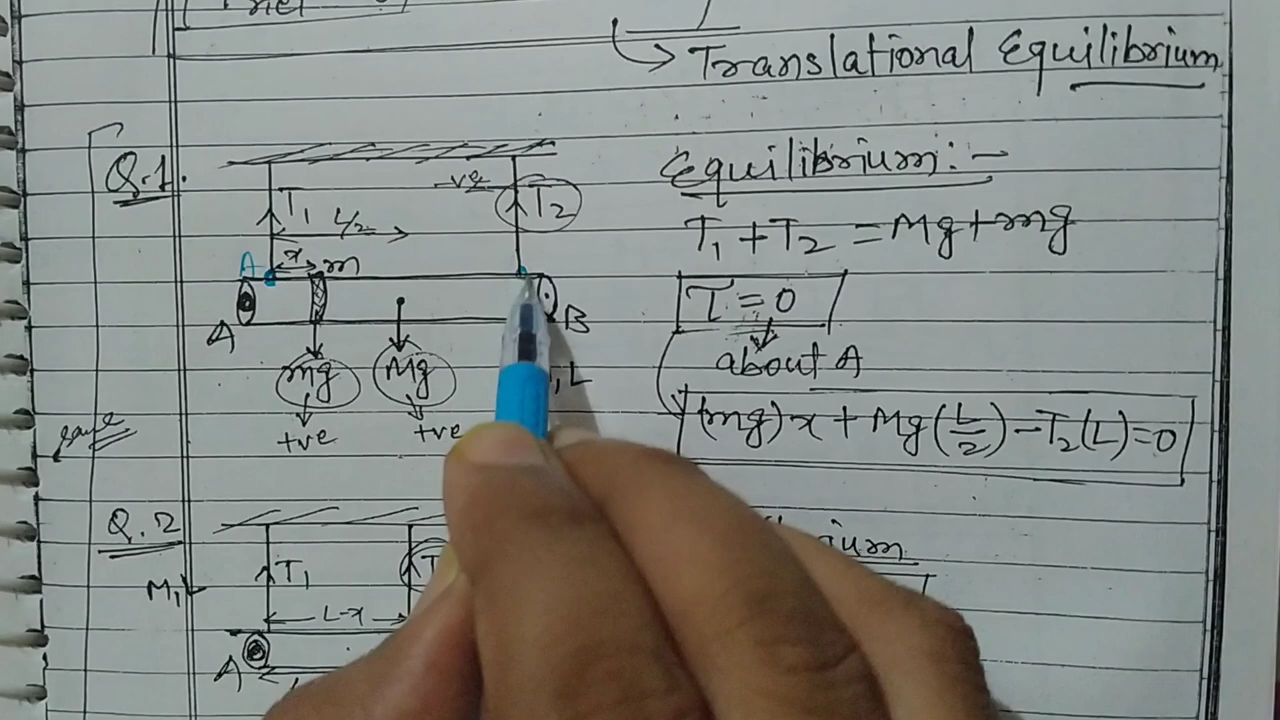 → Translational Equilibrium
Q.1.
T₁
L/2
-ve
T₂
A
x
m
A
B
mg
Mg
, L
+ve
+ve
Equilibrium :-
T₁ + T₂ = Mg + mg
τ = 0
about A
(mg)x + Mg(L/2) - T₂(L) = 0
Q.2
M,
T₁
T
L-x
A
ium